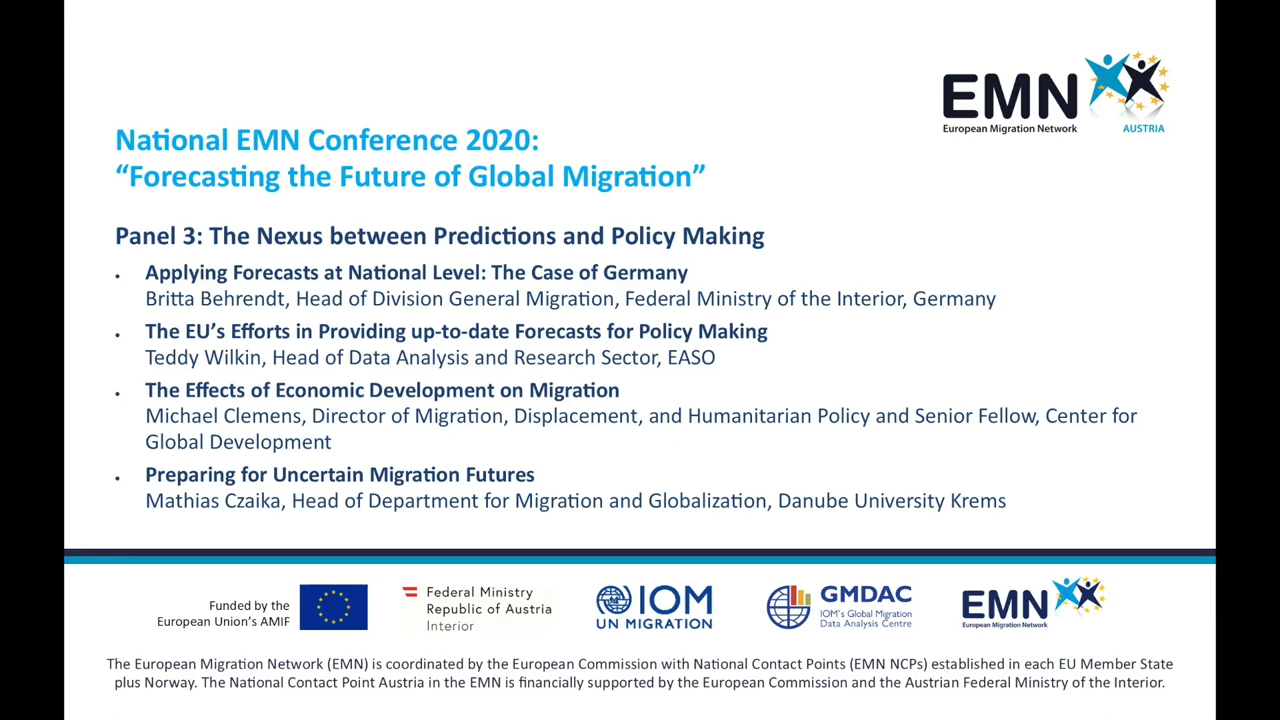 EMN
European Migration Network
AUSTRIA
National EMN Conference 2020:
“Forecasting the Future of Global Migration”
Panel 3: The Nexus between Predictions and Policy Making
• Applying Forecasts at National Level: The Case of Germany
Britta Behrendt, Head of Division General Migration, Federal Ministry of the Interior, Germany
• The EU’s Efforts in Providing up-to-date Forecasts for Policy Making
Teddy Wilkin, Head of Data Analysis and Research Sector, EASO
• The Effects of Economic Development on Migration
Michael Clemens, Director of Migration, Displacement, and Humanitarian Policy and Senior Fellow, Center for
Global Development
• Preparing for Uncertain Migration Futures
Mathias Czaika, Head of Department for Migration and Globalization, Danube University Krems
Funded by the
European Union’s AMIF
Federal Ministry
Republic of Austria
Interior
IOM
UN MIGRATION
GMDAC
IOM's Global Migration
Data Analysis Centre
EMN
European Migration Network
The European Migration Network (EMN) is coordinated by the European Commission with National Contact Points (EMN NCPs) established in each EU Member State
plus Norway. The National Contact Point Austria in the EMN is financially supported by the European Commission and the Austrian Federal Ministry of the Interior.